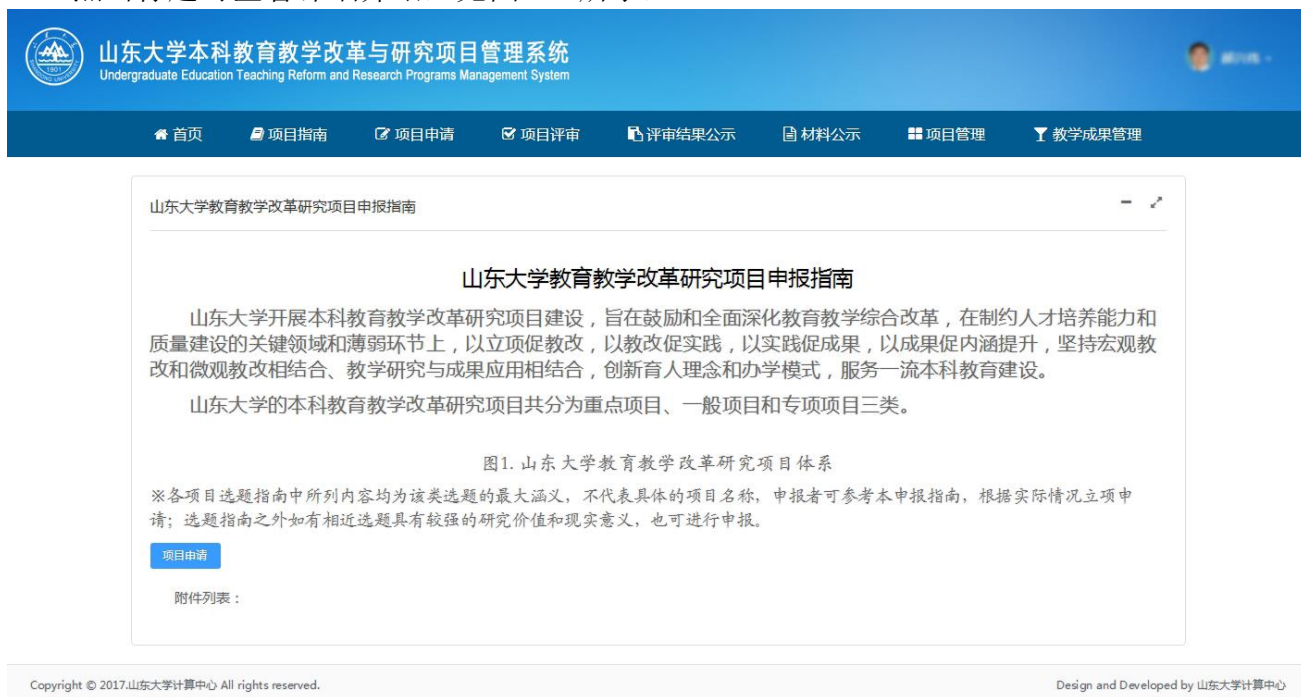 山东大学本科教育教学改革与研究项目管理系统
Undergraduate Education Teaching Reform and Research Programs Management System
首页 项目指南 项目申请 项目评审 评审结果公示 材料公示 项目管理 教学成果管理
山东大学教育教学改革研究项目申报指南
山东大学教育教学改革研究项目申报指南
山东大学开展本科教育教学改革研究项目建设，旨在鼓励和全面深化教育教学综合改革，在制约人才培养能力和
质量建设的关键领域和薄弱环节上，以立项促教改，以教改促实践，以实践促成果，以成果促内涵提升，坚持宏观教
改和微观教改相结合、教学研究与成果应用相结合，创新育人理念和办学模式，服务一流本科教育建设。
山东大学的本科教育教学改革研究项目共分为重点项目、一般项目和专项项目三类。
图1. 山东大学教育教学改革研究项目体系
※各项目选题指南中所列内容均为该类选题的最大涵义，不代表具体的项目名称，申报者可参考本申报指南，根据实际情况立项申
请；选题指南之外如有相近选题具有较强的研究价值和现实意义，也可进行申报。
项目申请
附件列表：
Copyright © 2017.山东大学计算中心 All rights reserved.
Design and Developed by 山东大学计算中心